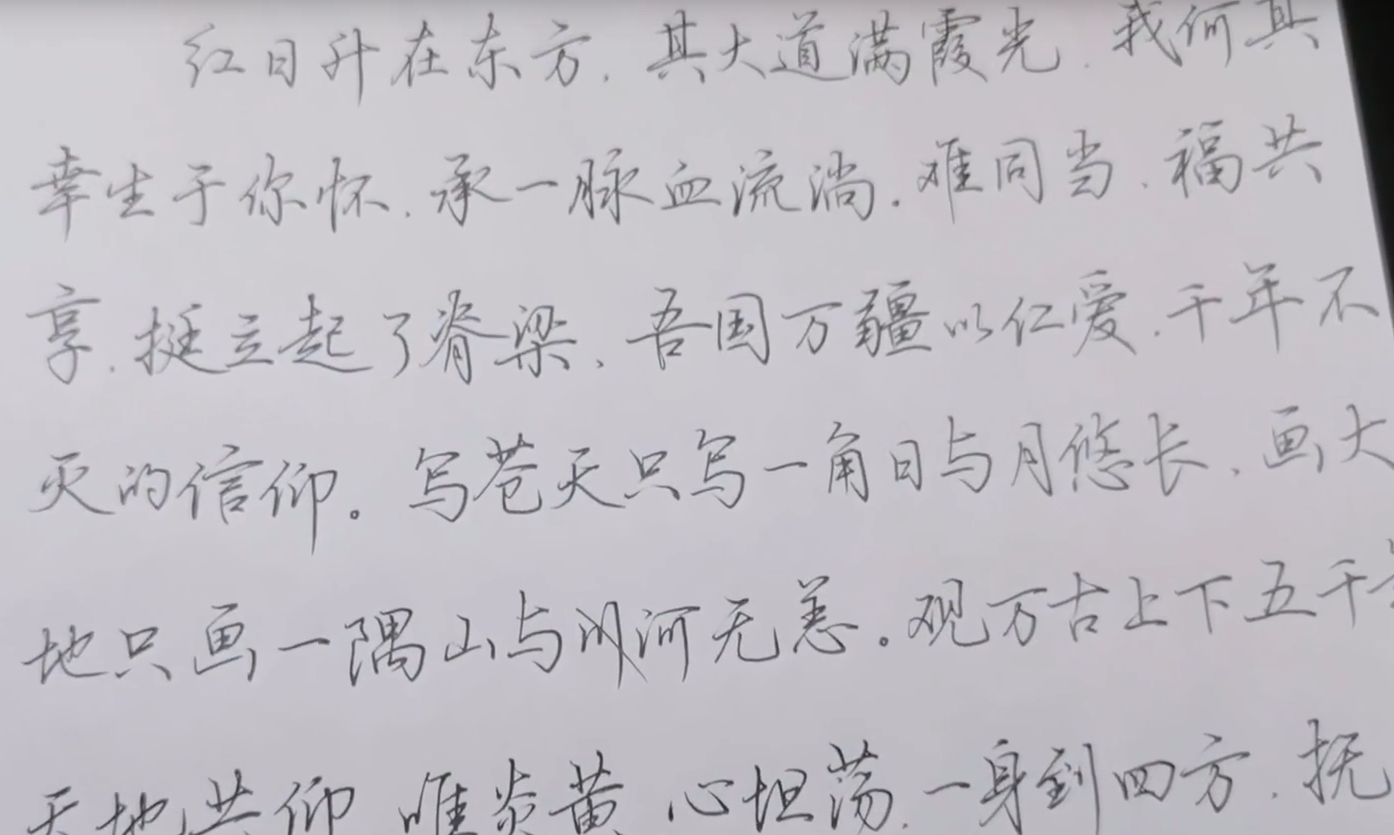 红日升在东方，其大道满霞光，我何其
幸生于你怀，承一脉血流淌。难同当，福共
享，挺立起了脊梁，吾国万疆以仁爱，千年不
灭的信仰。写苍天只写一角日与月悠长，画大
地只画一隅山与川河无恙。观万古上下五千
天地共仰 唯炎黄 心坦荡，一身到四方，抚